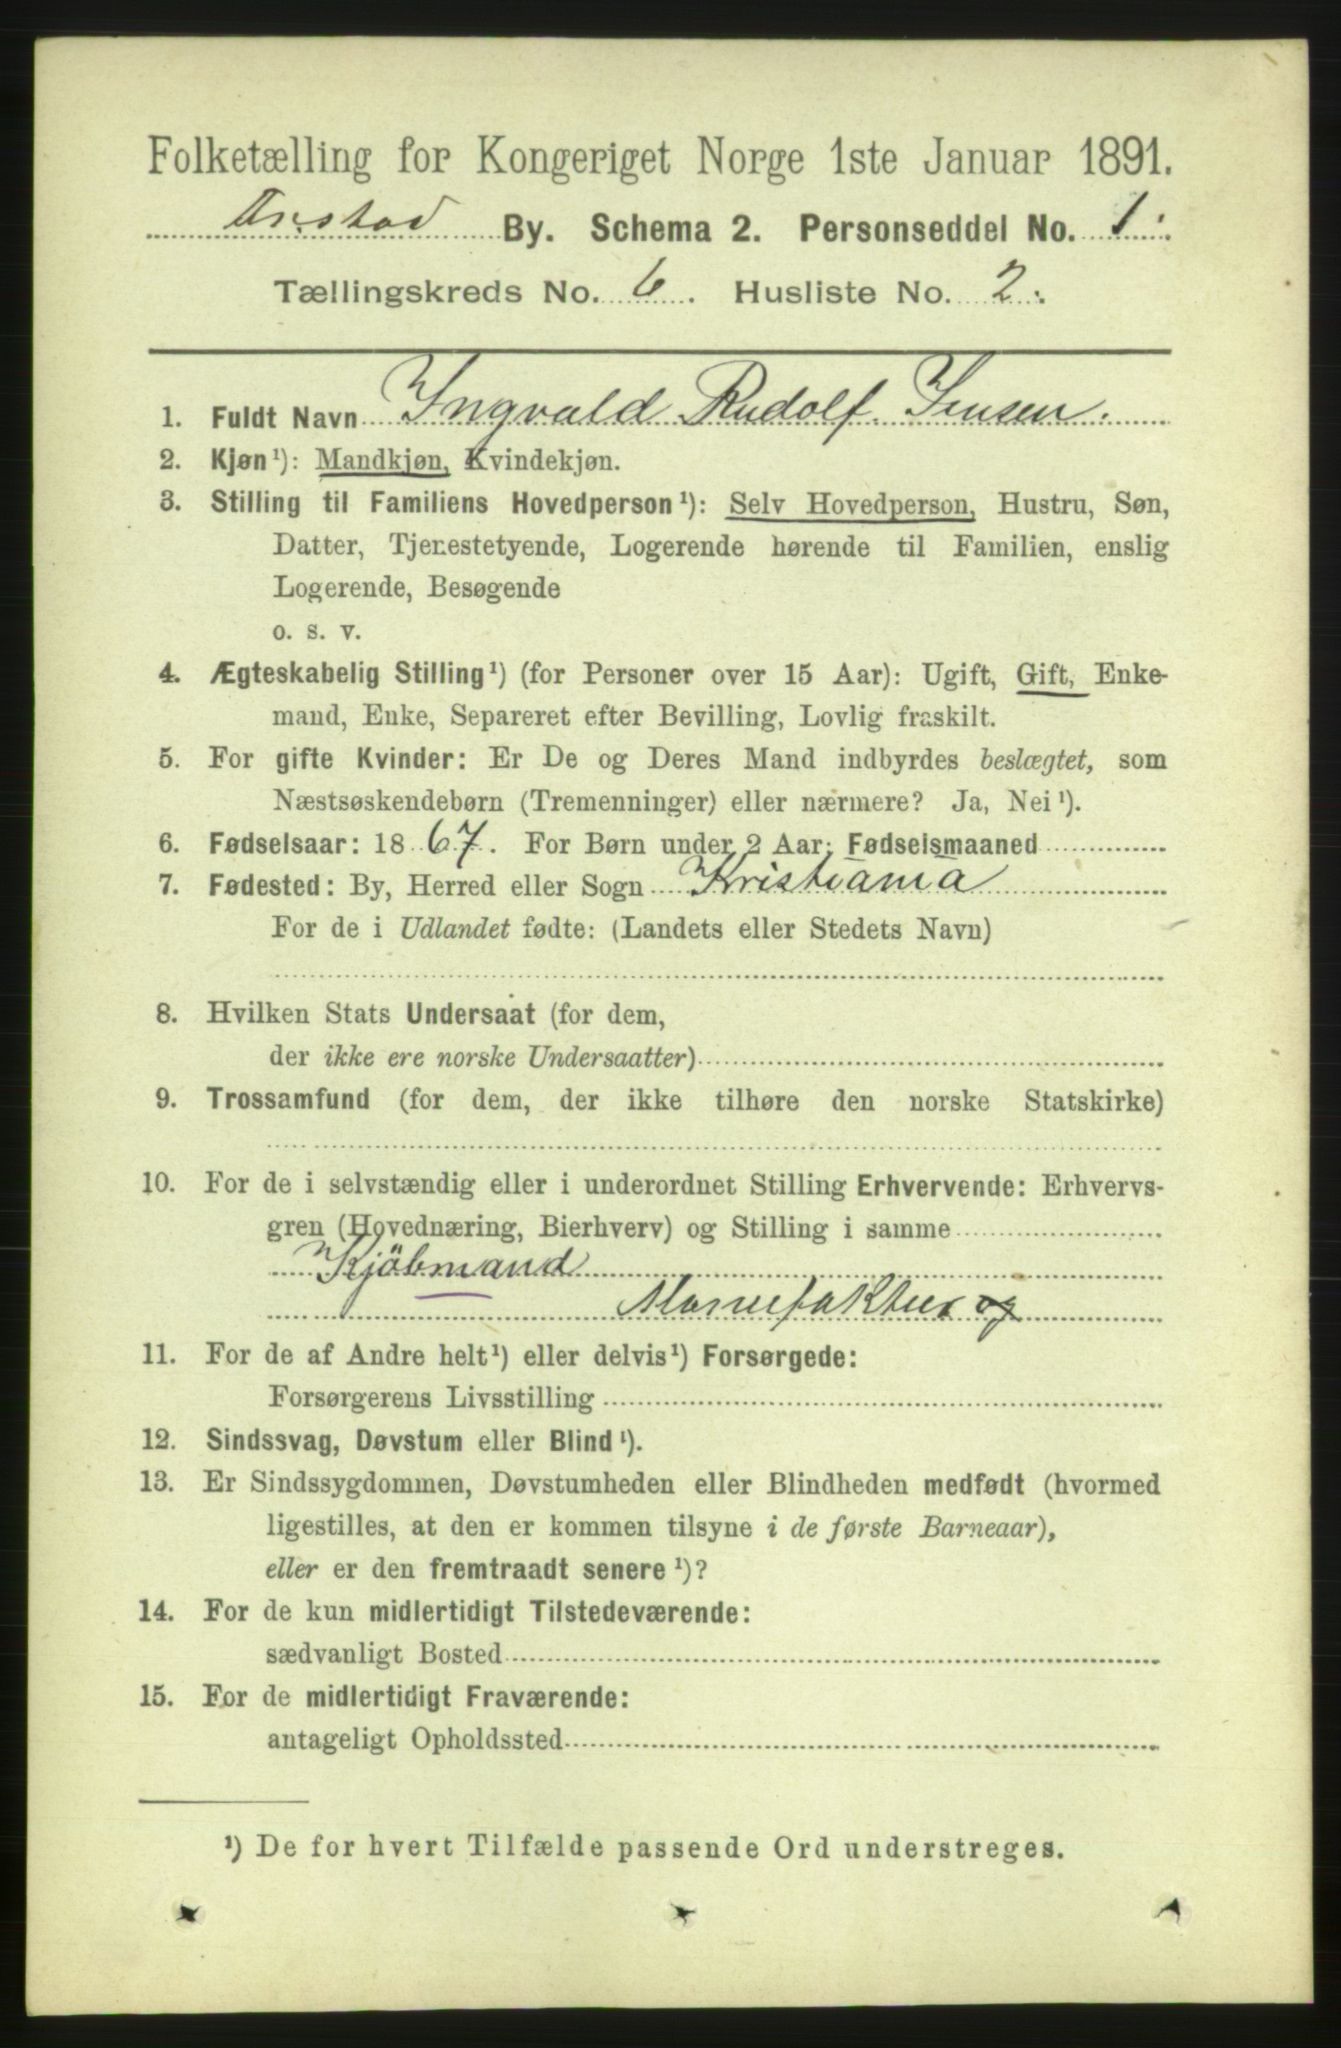 Folketælling for Kongeriget Norge 1ste Januar 1891.
By. Schema 2. Personseddel No. 1.
Tællingskreds No. 6. Husliste No. 2.
1. Fuldt Navn Ingvald Rudolf Jensen.
2. Kjøn¹): Mandkjøn, Kvindekjøn.
3. Stilling til Familiens Hovedperson¹): Selv Hovedperson, Hustru, Søn,
Datter, Tjenestetyende, Logerende hørende til Familien, enslig
Logerende, Besøgende
o. s. v.
4. Ægteskabelig Stilling¹) (for Personer over 15 Aar): Ugift, Gift, Enke-
mand, Enke, Separeret efter Bevilling, Lovlig fraskilt.
5. For gifte Kvinder: Er De og Deres Mand indbyrdes beslægtet, som
Næstsøskendebørn (Tremenninger) eller nærmere? Ja, Nei¹).
6. Fødselsaar: 1867. For Børn under 2 Aar: Fødselsmaaned
7. Fødested: By, Herred eller Sogn Kristiania
For de i Udlandet fødte: (Landets eller Stedets Navn)
8. Hvilken Stats Undersaat (for dem,
der ikke ere norske Undersaatter)
9. Trossamfund (for dem, der ikke tilhøre den norske Statskirke)
10. For de i selvstændig eller i underordnet Stilling Erhvervende: Erhvervs-
gren (Hovednæring, Bierhverv) og Stilling i samme
Kjöbmand
Manufaktur og
11. For de af Andre helt¹) eller delvis¹) Forsørgede:
Forsørgerens Livsstilling
12. Sindssvag, Døvstum eller Blind¹).
13. Er Sindssygdommen, Døvstumheden eller Blindheden medfødt (hvormed
ligestilles, at den er kommen tilsyne i de første Barneaar),
eller er den fremtraadt senere¹)?
14. For de kun midlertidigt Tilstedeværende:
sædvanligt Bosted
15. For de midlertidigt Fraværende:
antageligt Opholdssted
¹) De for hvert Tilfælde passende Ord understreges.